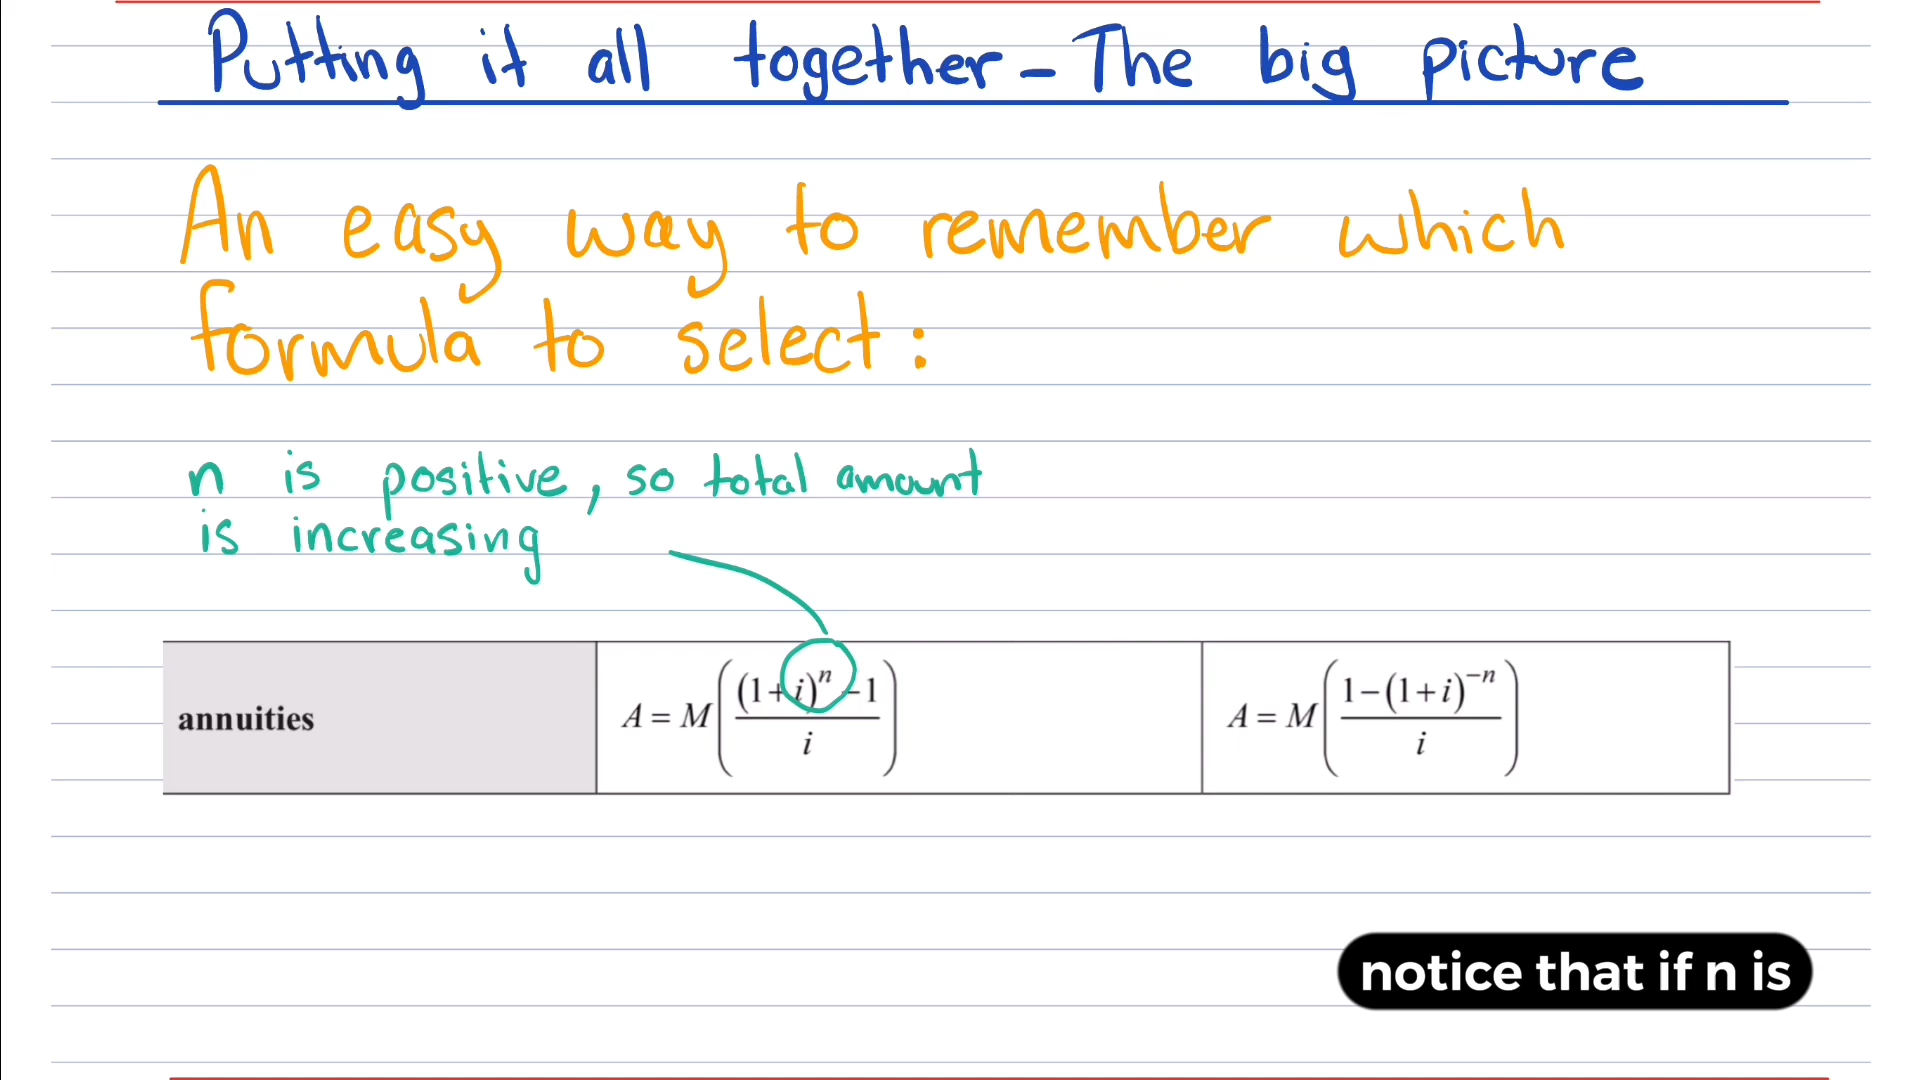 Putting it all together - The big picture
An easy way to remember which
formula to select:
n is positive, so total amount
is increasing
annuities
A = M( ((1+i)^n − 1) / i )
A = M( (1−(1+i)^−n) / i )
notice that if n is